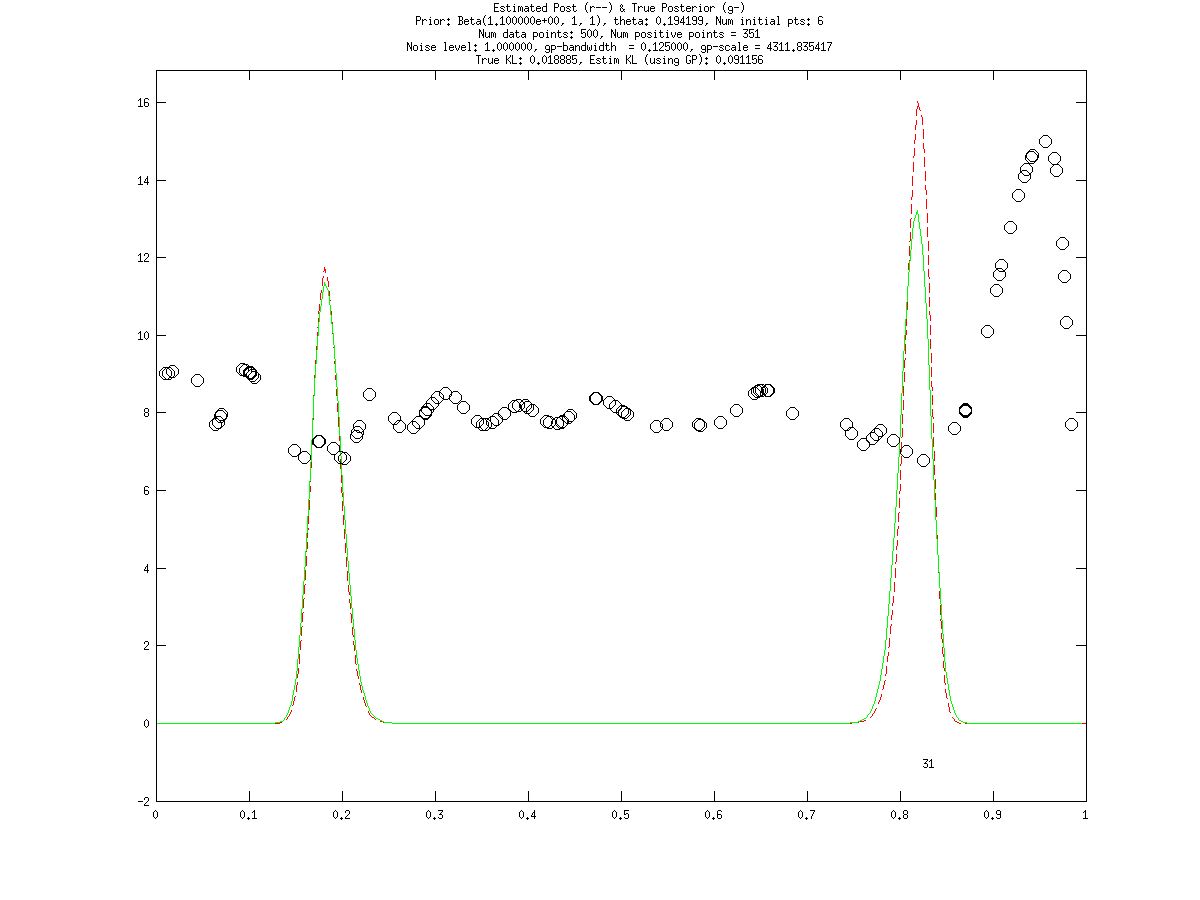 Estimated Post (r--) & True Posterior (g-)
Prior: Beta(1.100000e+00, 1, 1), theta: 0.194199, Num initial pts: 6
Num data points: 500, Num positive points = 351
Noise level: 1.000000, gp-bandwidth  = 0.125000, gp-scale = 4311.835417
True KL: 0.018885, Estim KL (using GP): 0.091156
16
14
12
10
8
6
4
2
0
31
-2
0 0.1 0.2 0.3 0.4 0.5 0.6 0.7 0.8 0.9 1